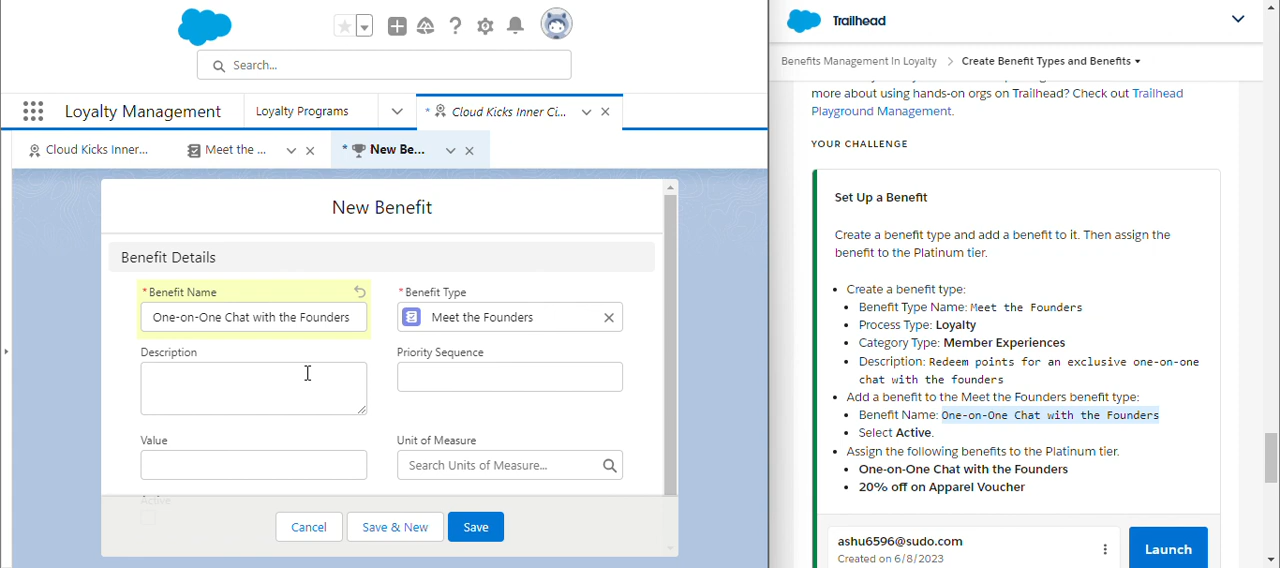 Search...
Loyalty Management
Loyalty Programs
* Cloud Kicks Inner Ci...
Cloud Kicks Inner...
Meet the ...
* New Be...
New Benefit
Benefit Details
*Benefit Name
One-on-One Chat with the Founders
*Benefit Type
Meet the Founders
Description
Priority Sequence
Value
Unit of Measure
Search Units of Measure...
Active
Cancel
Save & New
Save
Trailhead
Benefits Management In Loyalty > Create Benefit Types and Benefits
more about using hands-on orgs on Trailhead? Check out Trailhead
Playground Management.
YOUR CHALLENGE
Set Up a Benefit
Create a benefit type and add a benefit to it. Then assign the
benefit to the Platinum tier.
• Create a benefit type:
• Benefit Type Name: Meet the Founders
• Process Type: Loyalty
• Category Type: Member Experiences
• Description: Redeem points for an exclusive one-on-one
chat with the founders
• Add a benefit to the Meet the Founders benefit type:
• Benefit Name: One-on-One Chat with the Founders
• Select Active.
• Assign the following benefits to the Platinum tier.
• One-on-One Chat with the Founders
• 20% off on Apparel Voucher
ashu6596@sudo.com
Created on 6/8/2023
Launch